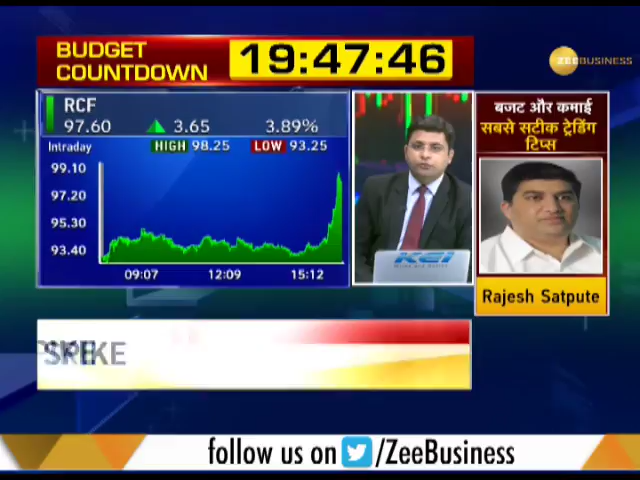 BUDGET
COUNTDOWN
19:47:46
ZEEBUSINESS
RCF
97.60 3.65 3.89%
Intraday HIGH 98.25 LOW 93.25
99.10
97.20
95.30
93.40
09:07 12:09 15:12
KEI
बजट और कमाई
सबसे सटीक ट्रेडिंग
टिप्स
Rajesh Satpute
follow us on /ZeeBusiness